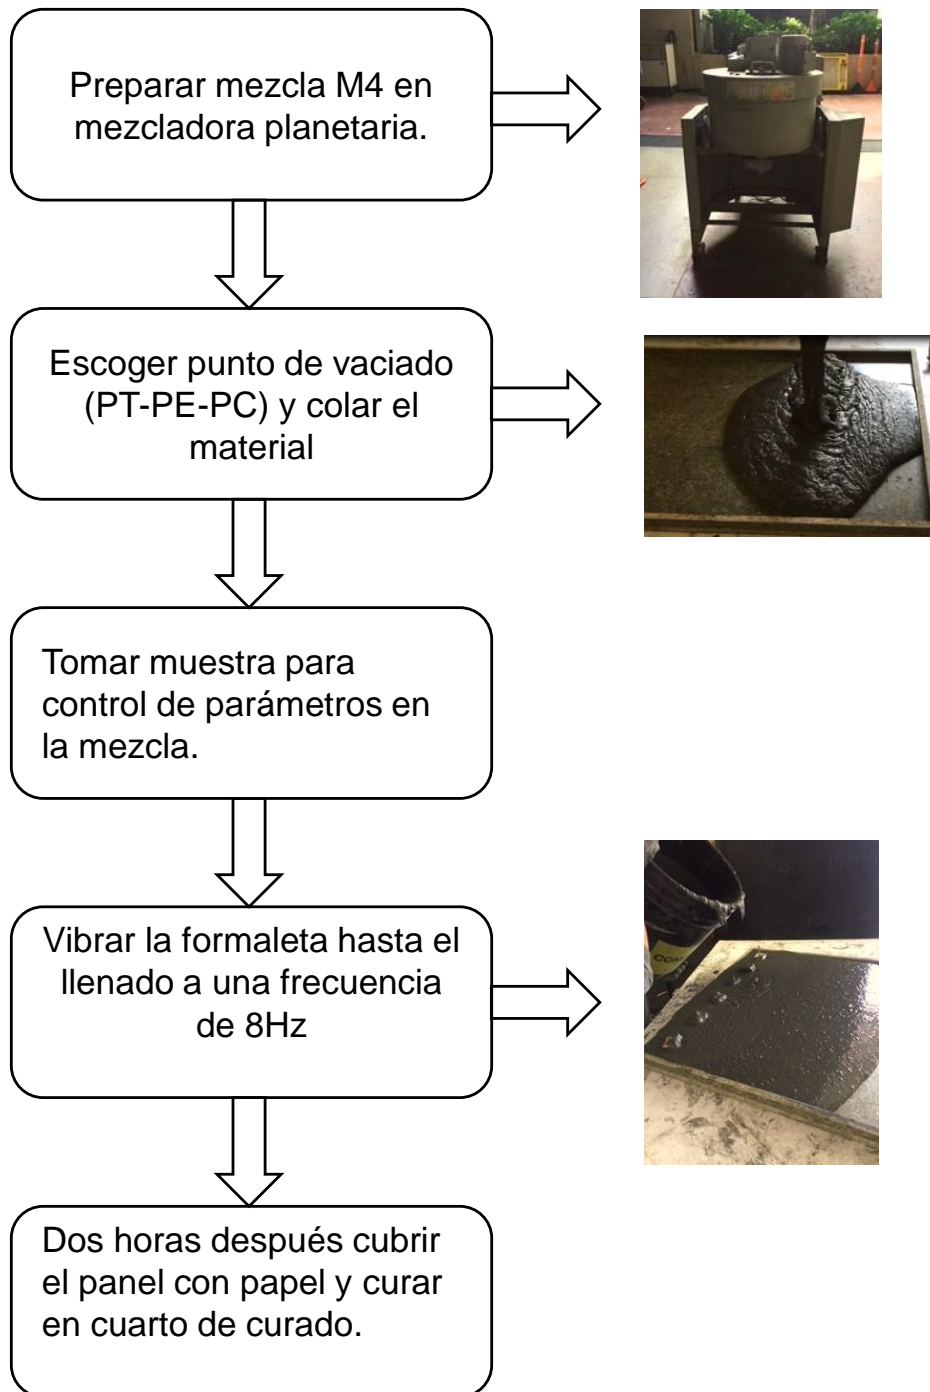 Preparar mezcla M4 en
mezcladora planetaria.
Escoger punto de vaciado
(PT-PE-PC) y colar el
material
Tomar muestra para
control de parámetros en
la mezcla.
Vibrar la formaleta hasta el
llenado a una frecuencia
de 8Hz
Dos horas después cubrir
el panel con papel y curar
en cuarto de curado.